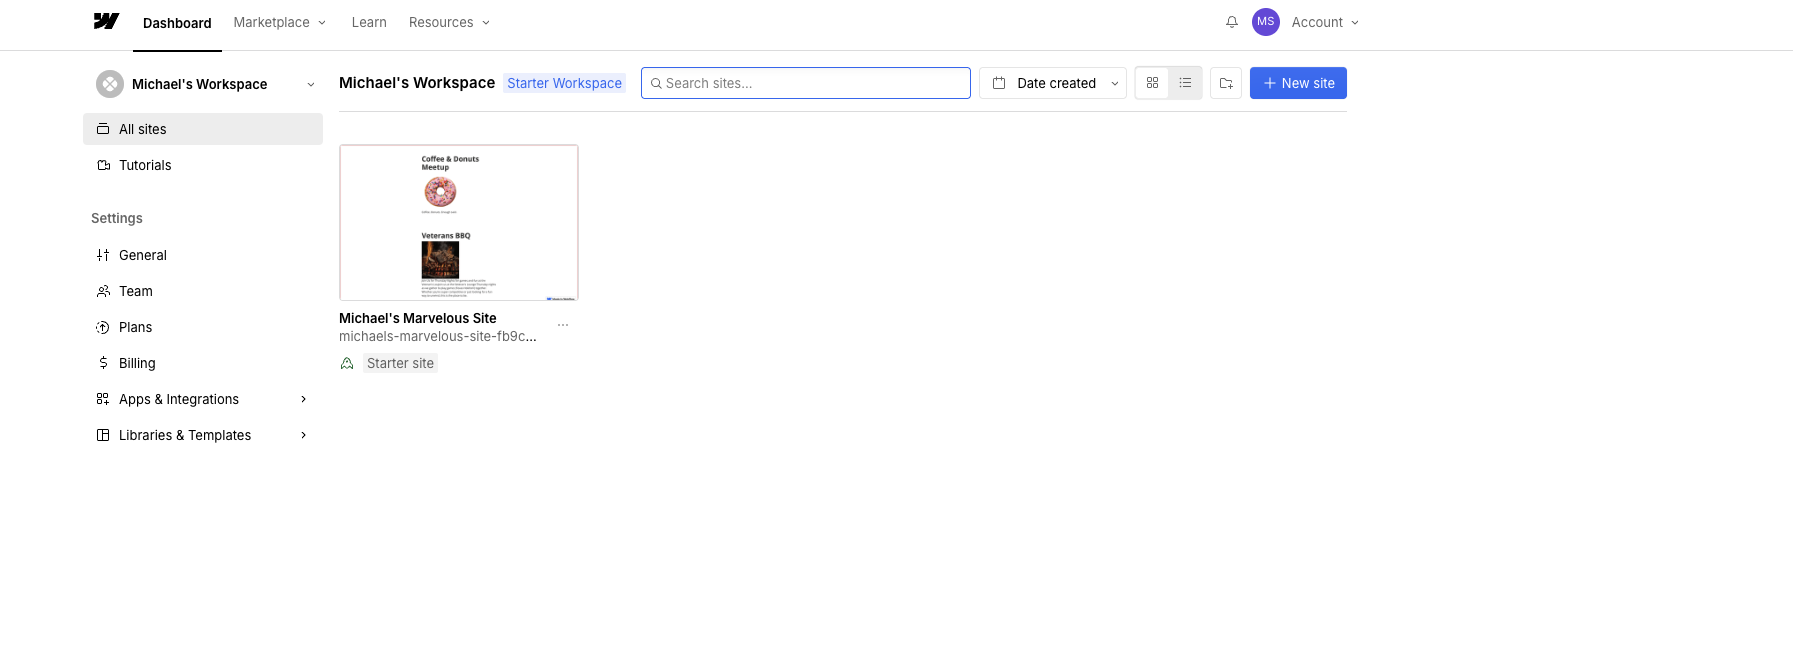 Dashboard
Marketplace
Learn
Resources
MS
Account
Michael's Workspace
All sites
Tutorials
Settings
General
Team
Plans
Billing
Apps & Integrations
Libraries & Templates
Michael's Workspace
Starter Workspace
Search sites...
Date created
New site
Coffee & Donuts
Meetup
Veterans BBQ
Michael's Marvelous Site
michaels-marvelous-site-fb9c...
Starter site